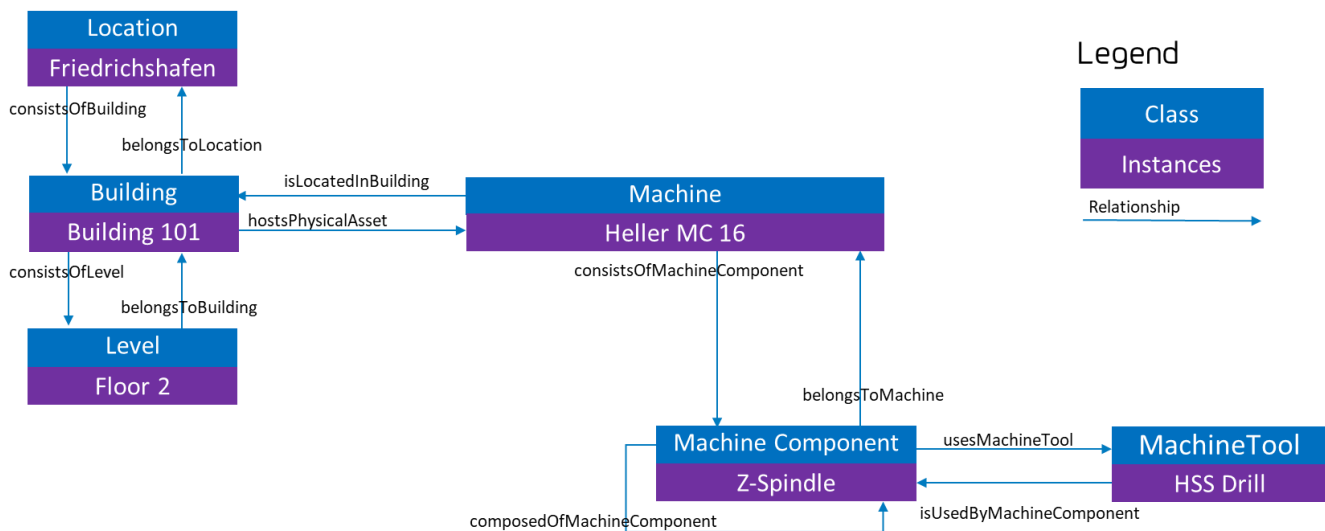 Location
Friedrichshafen
Legend
consistsOfBuilding
belongsToLocation
Class
Instances
Relationship
Building
Building 101
isLocatedInBuilding
hostsPhysicalAsset
Machine
Heller MC 16
consistsOfLevel
belongsToBuilding
consistsOfMachineComponent
Level
Floor 2
belongsToMachine
Machine Component
Z-Spindle
usesMachineTool
MachineTool
HSS Drill
composedOfMachineComponent
isUsedByMachineComponent